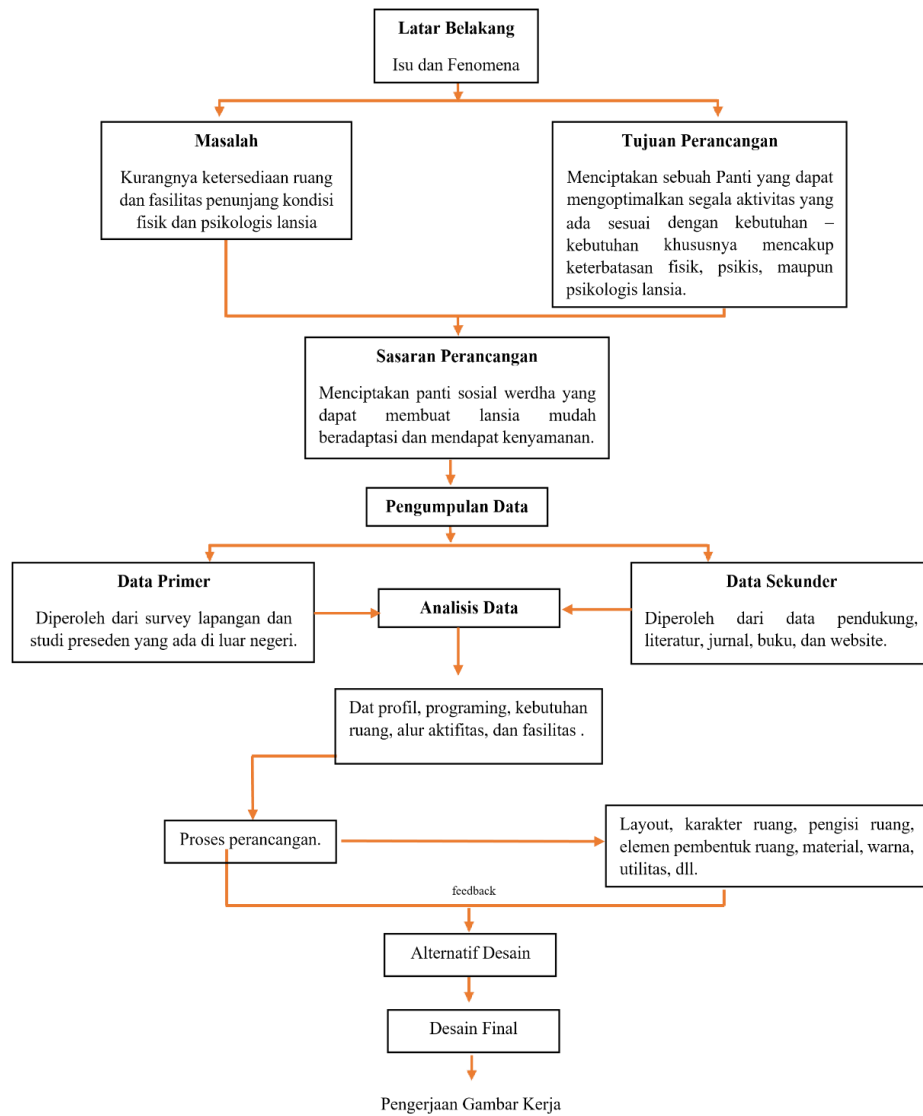 Latar Belakang
Isu dan Fenomena
Masalah
Kurangnya ketersediaan ruang
dan fasilitas penunjang kondisi
fisik dan psikologis lansia
Tujuan Perancangan
Menciptakan sebuah Panti yang dapat
mengoptimalkan segala aktivitas yang
ada sesuai dengan kebutuhan –
kebutuhan khususnya mencakup
keterbatasan fisik, psikis, maupun
psikologis lansia.
Sasaran Perancangan
Menciptakan panti sosial werdha yang
dapat membuat lansia mudah
beradaptasi dan mendapat kenyamanan.
Pengumpulan Data
Data Primer
Diperoleh dari survey lapangan dan
studi preseden yang ada di luar negeri.
Analisis Data
Data Sekunder
Diperoleh dari data pendukung,
literatur, jurnal, buku, dan website.
Dat profil, programing, kebutuhan
ruang, alur aktifitas, dan fasilitas .
Proses perancangan.
Layout, karakter ruang, pengisi ruang,
elemen pembentuk ruang, material, warna,
utilitas, dll.
feedback
Alternatif Desain
Desain Final
Pengerjaan Gambar Kerja